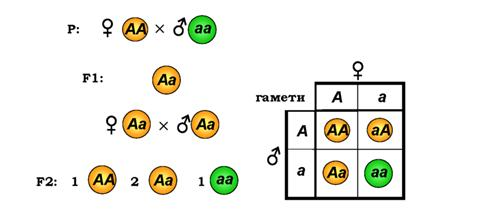 P: ♀ AA × ♂ aa
F1: Aa
♀ Aa × ♂ Aa
F2: 1 AA 2 Aa 1 aa
♀
гамети A a
♂
A AA aA
a Aa aa